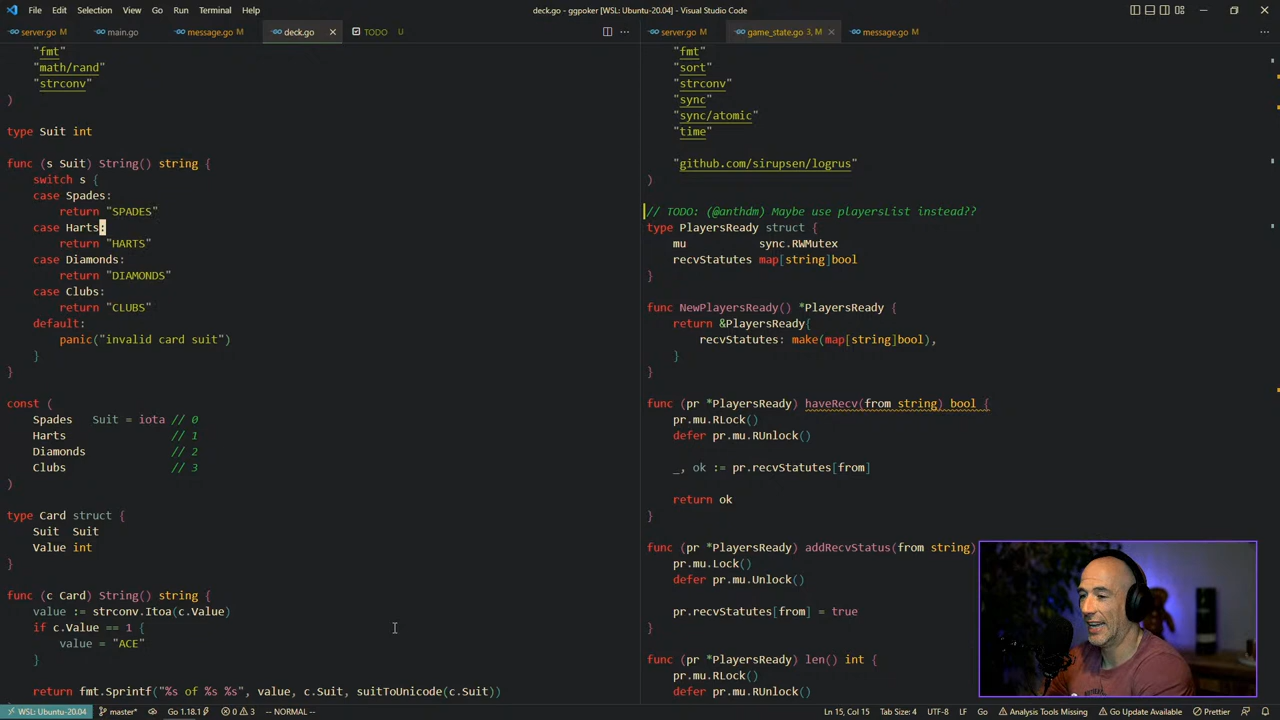 File Edit Selection View Go Run Terminal Help
deck.go - ggpoker [WSL: Ubuntu-20.04] - Visual Studio Code
server.go M main.go message.go M deck.go TODO U
server.go M game_state.go 3, M message.go M
"fmt"
"math/rand"
"strconv"
)
type Suit int
func (s Suit) String() string {
switch s {
case Spades:
return "SPADES"
case Harts:
return "HARTS"
case Diamonds:
return "DIAMONDS"
case Clubs:
return "CLUBS"
default:
panic("invalid card suit")
}
}
const (
Spades Suit = iota // 0
Harts // 1
Diamonds // 2
Clubs // 3
)
type Card struct {
Suit Suit
Value int
}
func (c Card) String() string {
value := strconv.Itoa(c.Value)
if c.Value == 1 {
value = "ACE"
}
return fmt.Sprintf("%s of %s %s", value, c.Suit, suitToUnicode(c.Suit))
"fmt"
"sort"
"strconv"
"sync"
"sync/atomic"
"time"
"github.com/sirupsen/logrus"
)
// TODO: (@anthdm) Maybe use playersList instead??
type PlayersReady struct {
mu sync.RWMutex
recvStatutes map[string]bool
}
func NewPlayersReady() *PlayersReady {
return &PlayersReady{
recvStatutes: make(map[string]bool),
}
}
func (pr *PlayersReady) haveRecv(from string) bool {
pr.mu.RLock()
defer pr.mu.RUnlock()
_, ok := pr.recvStatutes[from]
return ok
}
func (pr *PlayersReady) addRecvStatus(from string)
pr.mu.Lock()
defer pr.mu.Unlock()
pr.recvStatutes[from] = true
}
func (pr *PlayersReady) len() int {
pr.mu.RLock()
defer pr.mu.RUnlock()
WSL: Ubuntu-20.04 master* Go 1.18.1 0 3 -- NORMAL -- Ln 15, Col 15 Tab Size: 4 UTF-8 LF Go Analysis Tools Missing Go Update Available Prettier